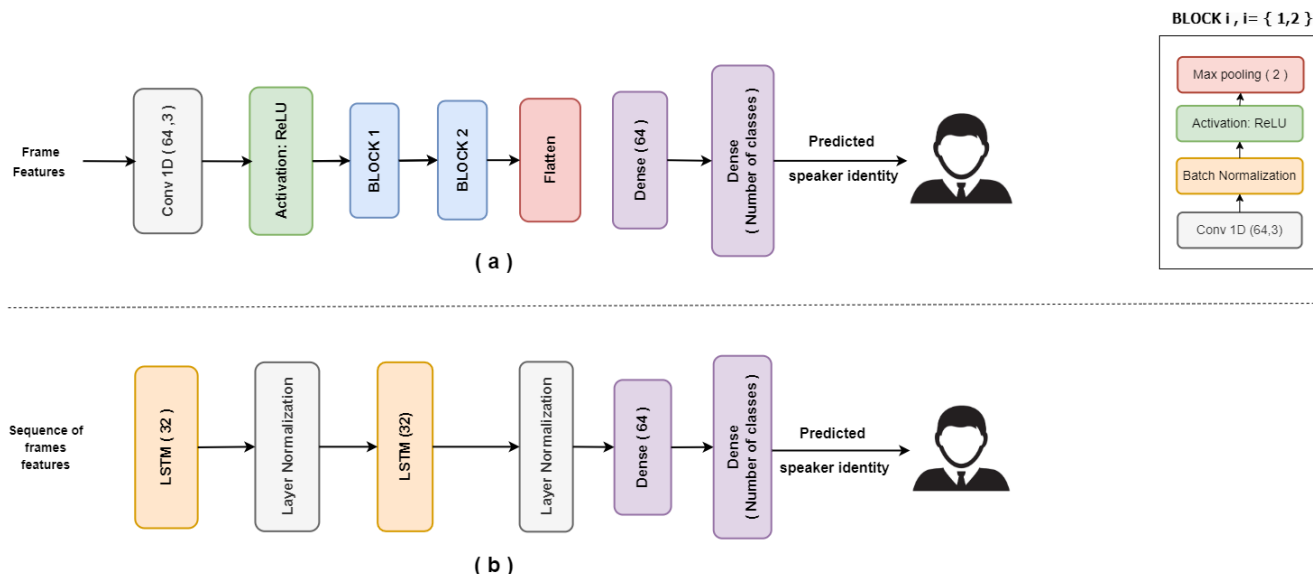 BLOCK i , i= { 1,2 }
Max pooling ( 2 )
Activation: ReLU
Batch Normalization
Conv 1D (64,3)
Frame
Features
Conv 1D ( 64 ,3 )
Activation: ReLU
BLOCK 1
BLOCK 2
Flatten
Dense ( 64 )
Dense
( Number of classes )
Predicted
speaker identity
( a )
Sequence of
frames
features
LSTM ( 32 )
Layer Normalization
LSTM (32)
Layer Normalization
Dense ( 64 )
Dense
( Number of classes )
Predicted
speaker identity
( b )